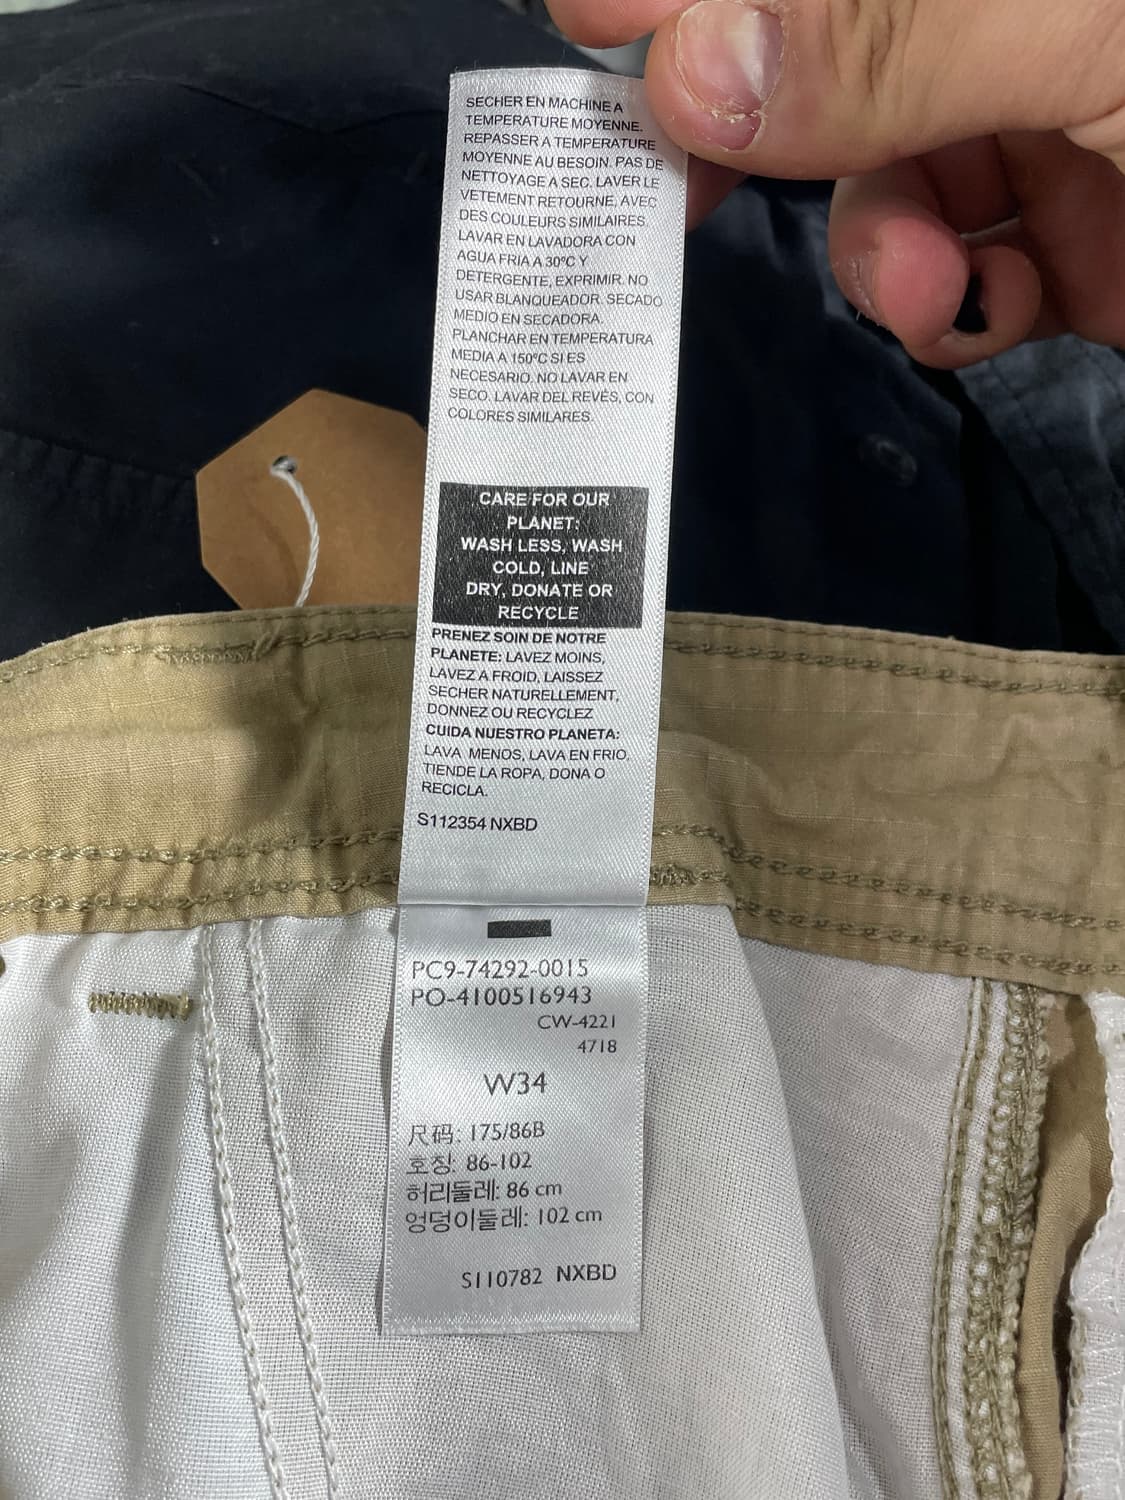 SECHER EN MACHINE A
TEMPERATURE MOYENNE.
REPASSER A TEMPERATURE
MOYENNE AU BESOIN. PAS DE
NETTOYAGE A SEC. LAVER LE
VETEMENT RETOURNE, AVEC
DES COULEURS SIMILAIRES.
LAVAR EN LAVADORA CON
AGUA FRIA A 30ºC Y
DETERGENTE, EXPRIMIR. NO
USAR BLANQUEADOR. SECADO
MEDIO EN SECADORA.
PLANCHAR EN TEMPERATURA
MEDIA A 150ºC SI ES
NECESARIO. NO LAVAR EN
SECO. LAVAR DEL REVÉS, CON
COLORES SIMILARES.
CARE FOR OUR
PLANET:
WASH LESS, WASH
COLD, LINE
DRY, DONATE OR
RECYCLE
PRENEZ SOIN DE NOTRE
PLANETE: LAVEZ MOINS,
LAVEZ A FROID, LAISSEZ
SECHER NATURELLEMENT,
DONNEZ OU RECYCLEZ
CUIDA NUESTRO PLANETA:
LAVA MENOS, LAVA EN FRIO,
TIENDE LA ROPA, DONA O
RECICLA.
S112354 NXBD
PC9-74292-0015
PO-4100516943
CW-4221
4718
W34
尺码: 175/86B
호칭: 86-102
허리둘레: 86 cm
엉덩이둘레: 102 cm
S110782 NXBD